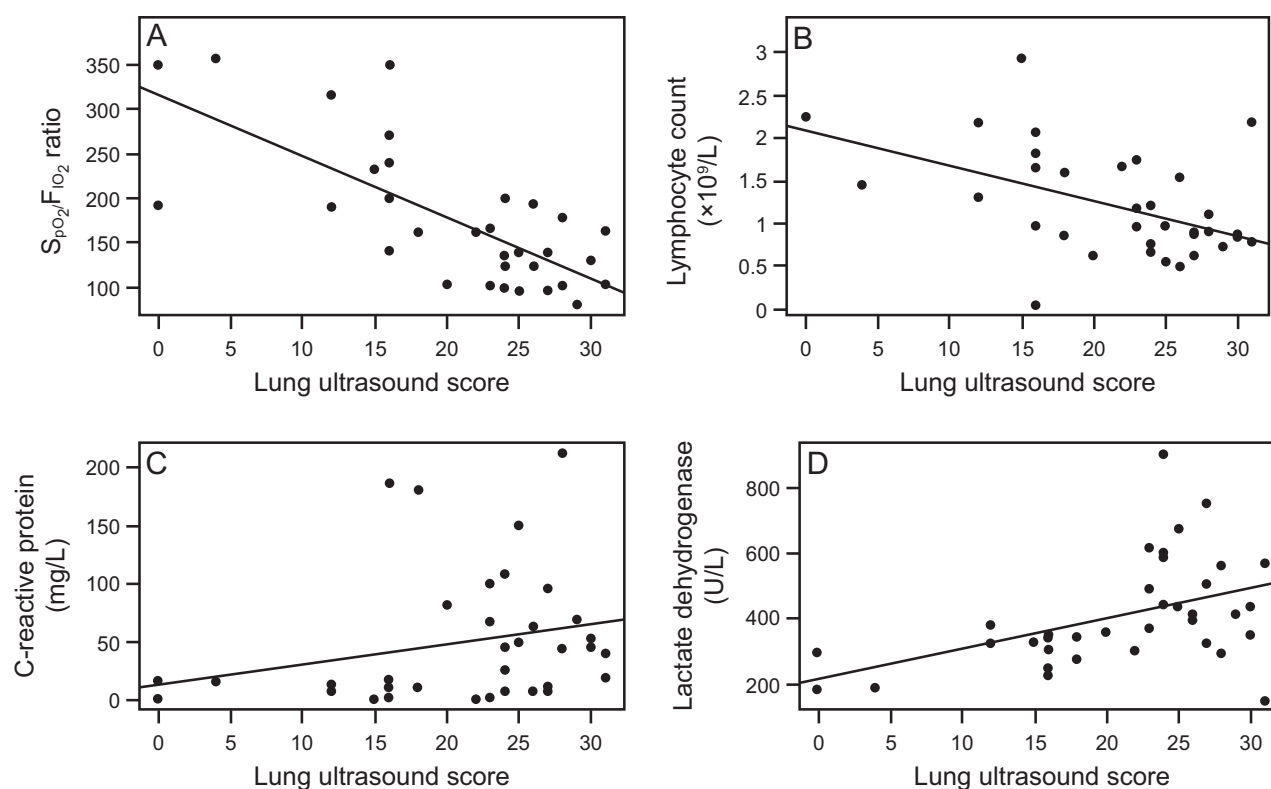 A
SpO2/FIO2 ratio
350
300
250
200
150
100
0 5 10 15 20 25 30
Lung ultrasound score
B
Lymphocyte count
(×10⁹/L)
3
2.5
2
1.5
1
0.5
0
0 5 10 15 20 25 30
Lung ultrasound score
C
C-reactive protein
(mg/L)
200
150
100
50
0
0 5 10 15 20 25 30
Lung ultrasound score
D
Lactate dehydrogenase
(U/L)
800
600
400
200
0 5 10 15 20 25 30
Lung ultrasound score